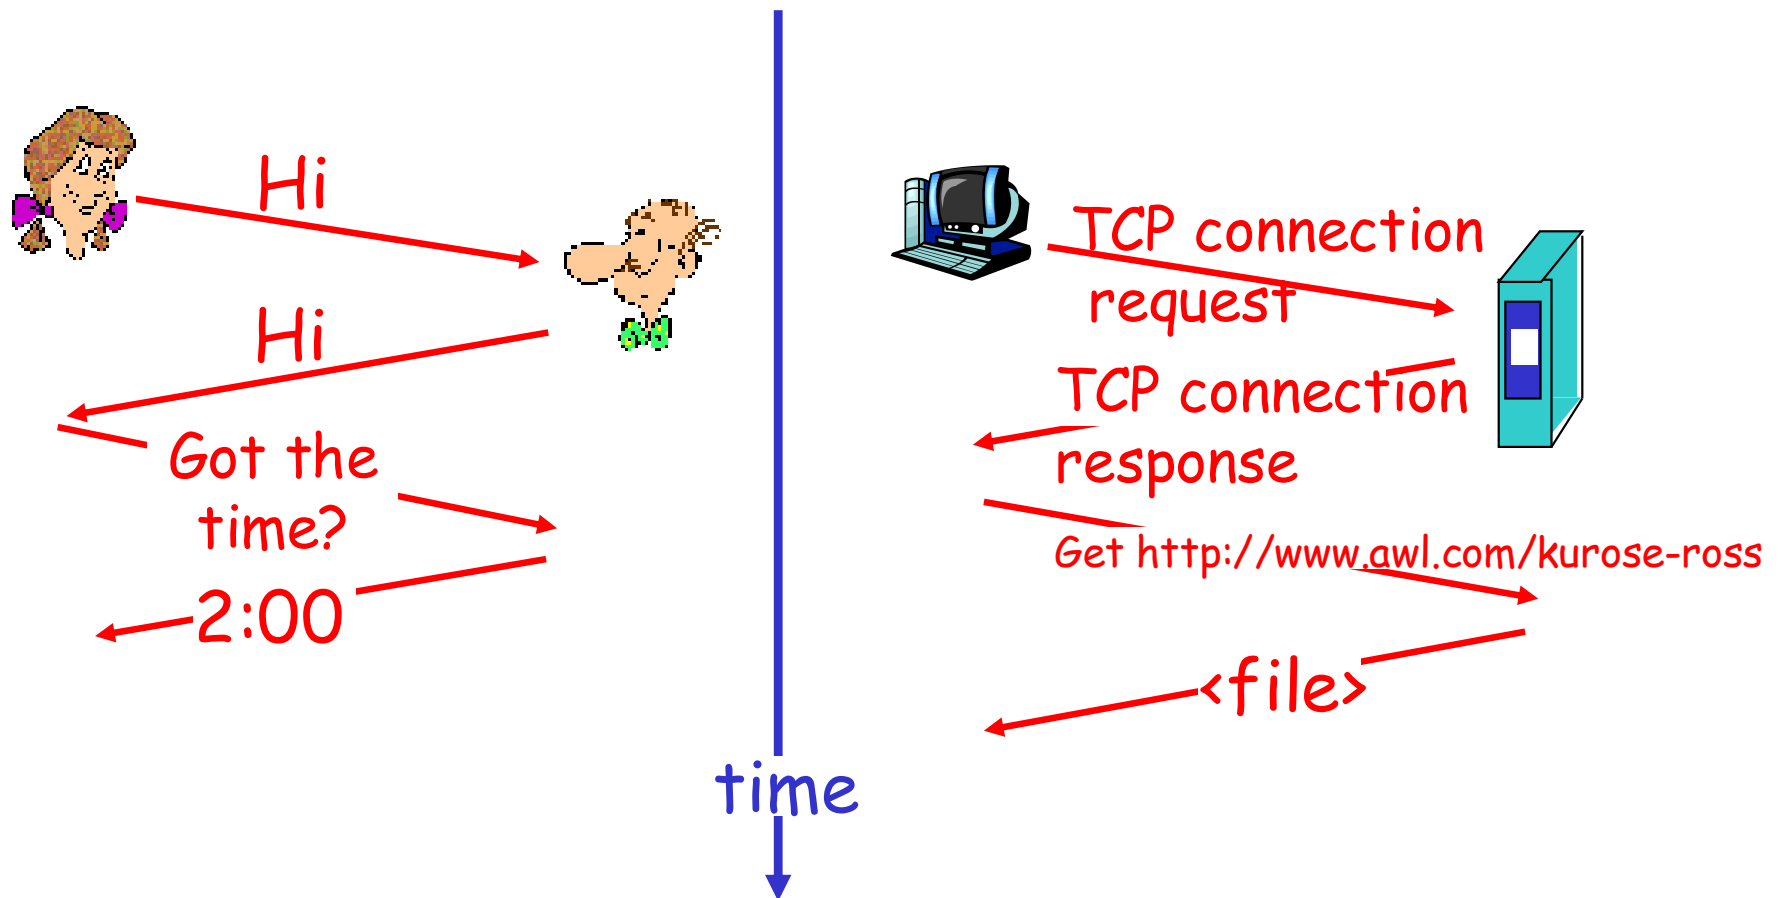 Hi
Hi
Got the
time?
2:00
time
TCP connection
request
TCP connection
response
Get http://www.awl.com/kurose-ross
<file>